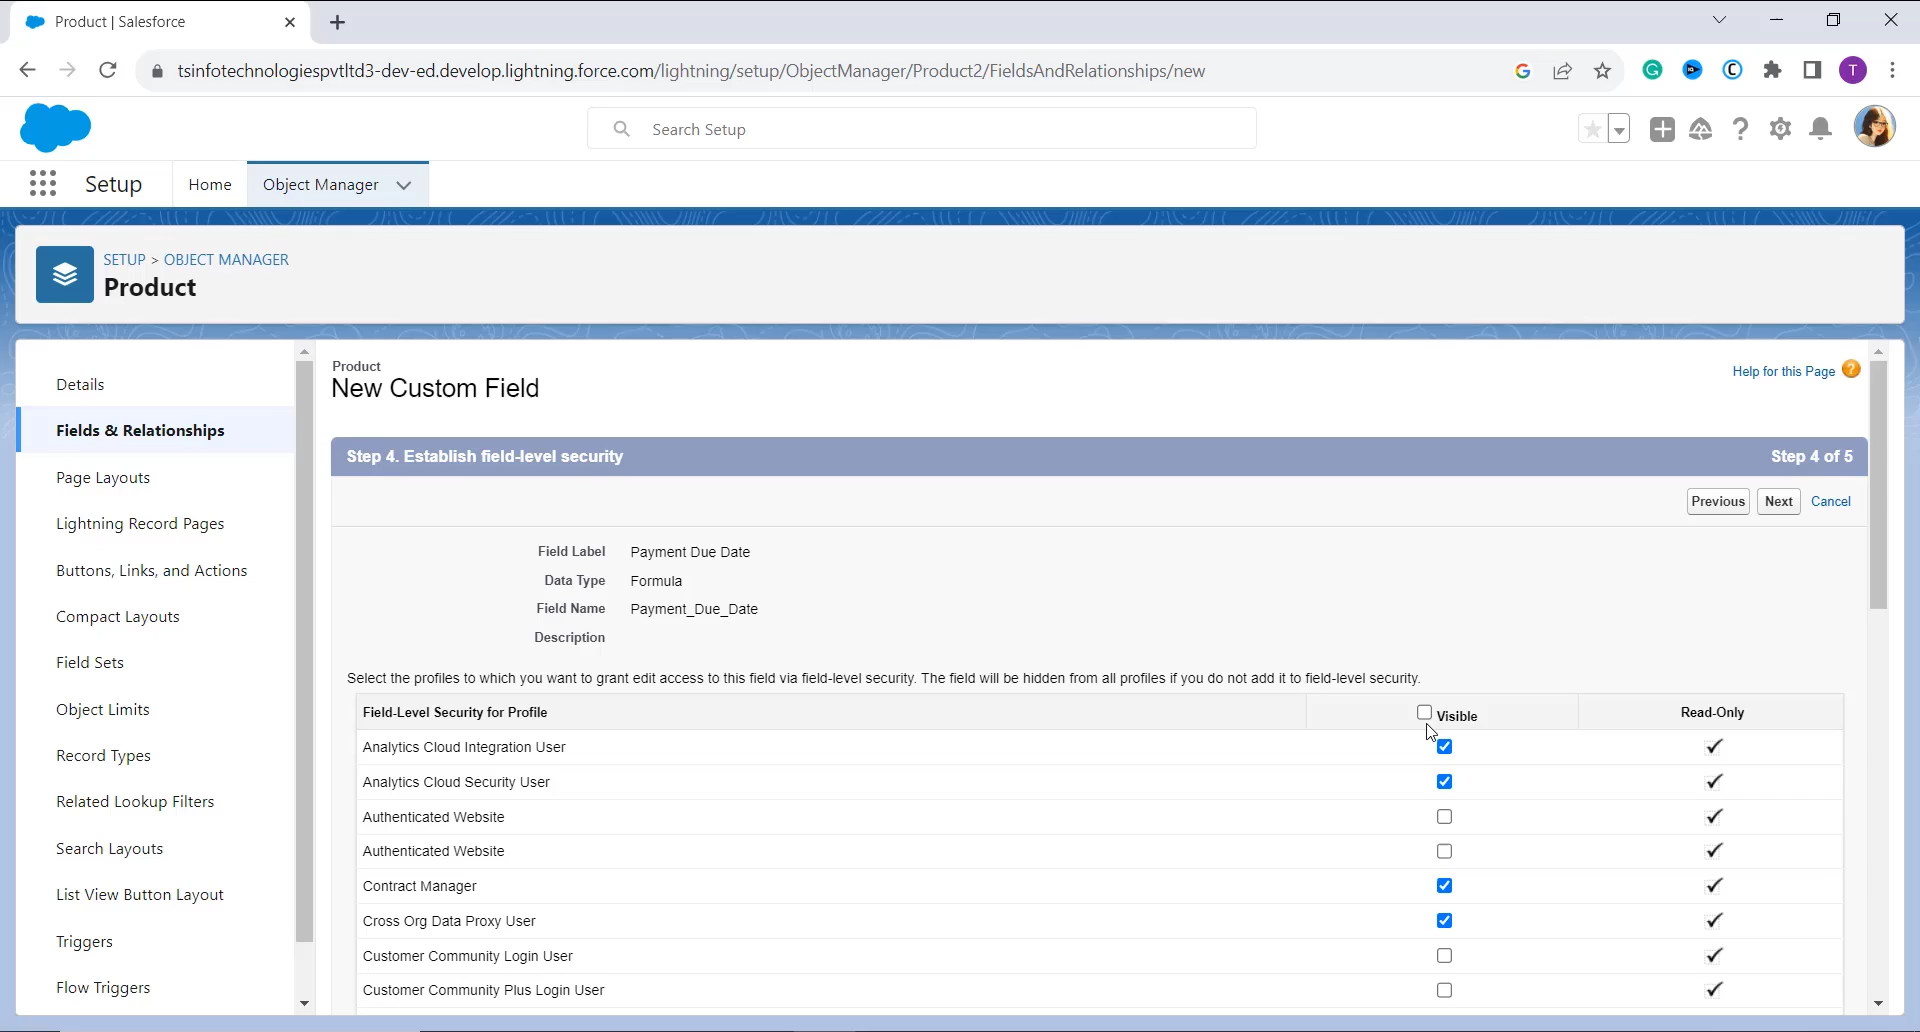 Product | Salesforce
tsinfotechnologiespvtltd3-dev-ed.develop.lightning.force.com/lightning/setup/ObjectManager/Product2/FieldsAndRelationships/new
T
Search Setup
Setup
Home
Object Manager
SETUP > OBJECT MANAGER
Product
Details
Fields & Relationships
Page Layouts
Lightning Record Pages
Buttons, Links, and Actions
Compact Layouts
Field Sets
Object Limits
Record Types
Related Lookup Filters
Search Layouts
List View Button Layout
Triggers
Flow Triggers
Product
New Custom Field
Help for this Page
Step 4. Establish field-level security
Step 4 of 5
Previous Next Cancel
Field Label Payment Due Date
Data Type Formula
Field Name Payment_Due_Date
Description
Select the profiles to which you want to grant edit access to this field via field-level security. The field will be hidden from all profiles if you do not add it to field-level security.
Field-Level Security for Profile Visible Read-Only
Analytics Cloud Integration User
Analytics Cloud Security User
Authenticated Website
Authenticated Website
Contract Manager
Cross Org Data Proxy User
Customer Community Login User
Customer Community Plus Login User